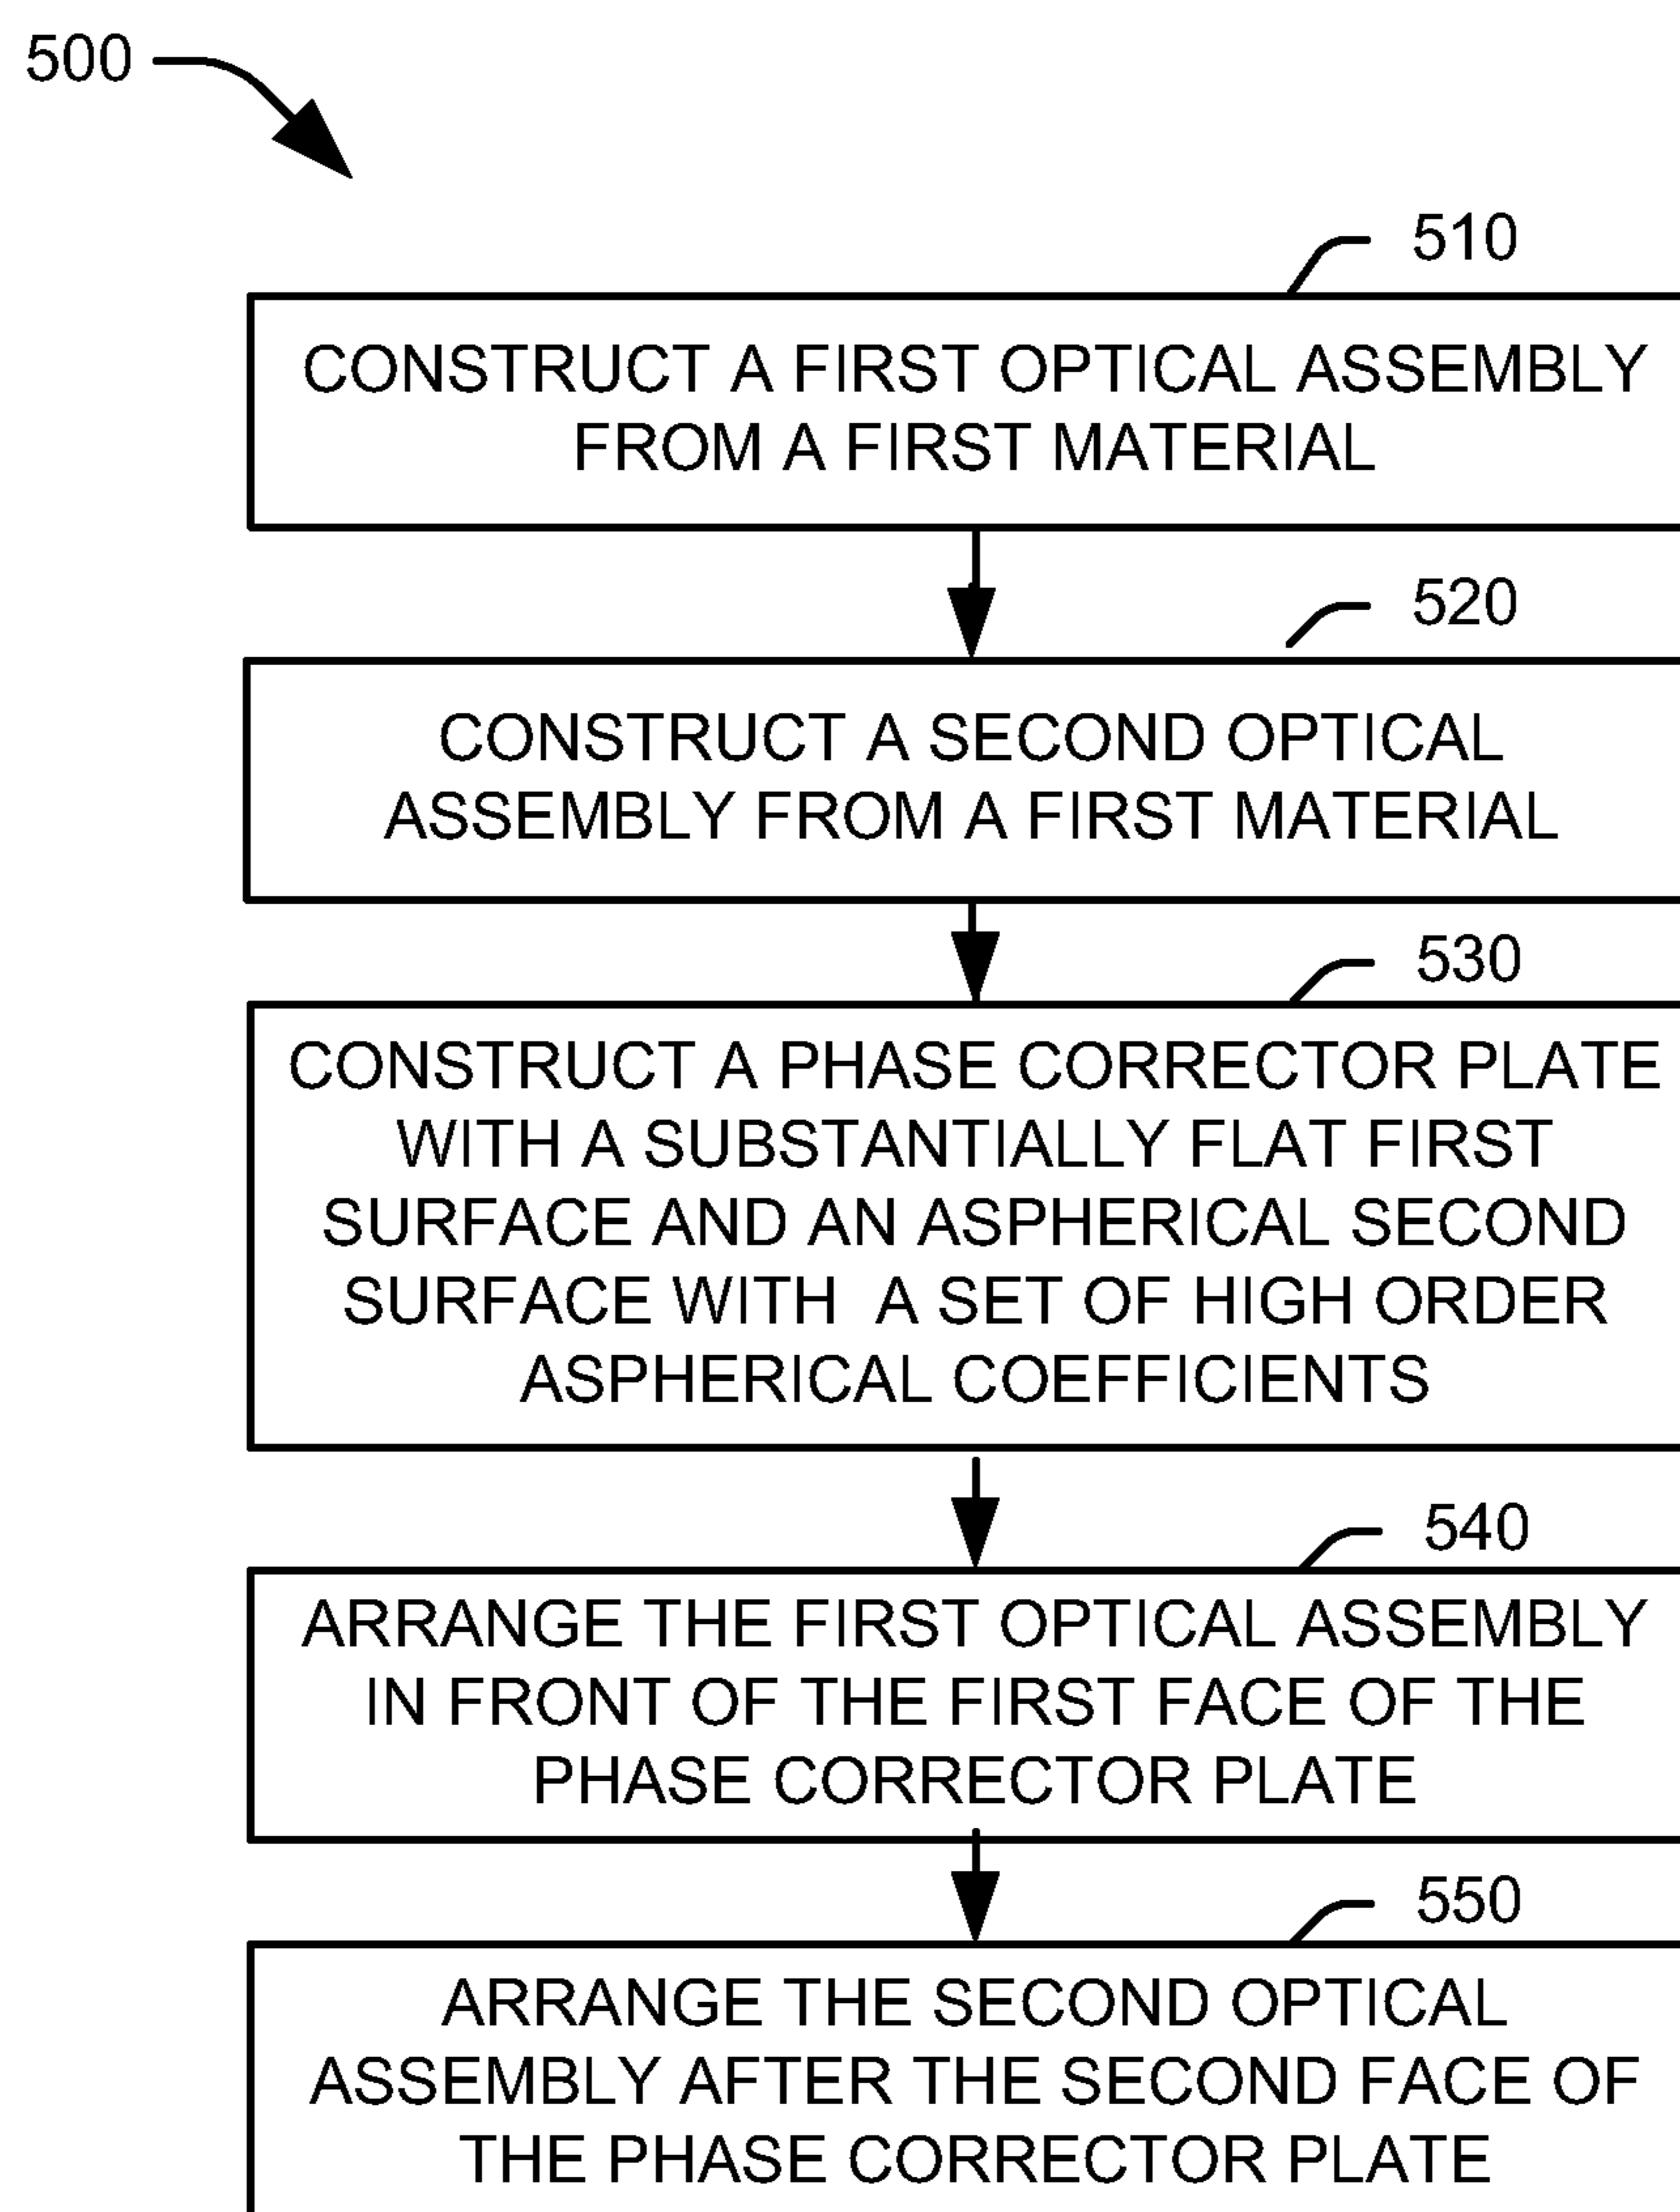 500
510
CONSTRUCT A FIRST OPTICAL ASSEMBLY
FROM A FIRST MATERIAL
520
CONSTRUCT A SECOND OPTICAL
ASSEMBLY FROM A FIRST MATERIAL
530
CONSTRUCT A PHASE CORRECTOR PLATE
WITH A SUBSTANTIALLY FLAT FIRST
SURFACE AND AN ASPHERICAL SECOND
SURFACE WITH A SET OF HIGH ORDER
ASPHERICAL COEFFICIENTS
540
ARRANGE THE FIRST OPTICAL ASSEMBLY
IN FRONT OF THE FIRST FACE OF THE
PHASE CORRECTOR PLATE
550
ARRANGE THE SECOND OPTICAL
ASSEMBLY AFTER THE SECOND FACE OF
THE PHASE CORRECTOR PLATE